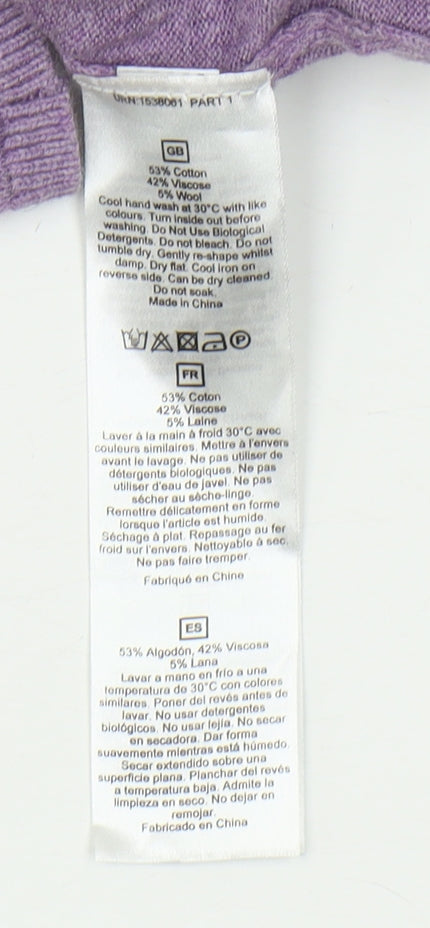 URN:1538061 PART 1
GB
53% Cotton
42% Viscose
5% Wool
Cool hand wash at 30°C with like
colours. Turn inside out before
washing. Do Not Use Biological
Detergents. Do not bleach. Do not
tumble dry. Gently re-shape whilst
damp. Dry flat. Cool iron on
reverse side. Can be dry cleaned.
Do not soak.
Made in China
P
FR
53% Coton
42% Viscose
5% Laine
Laver à la main à froid 30°C avec
couleurs similaires. Mettre à l'envers
avant le lavage. Ne pas utiliser de
détergents biologiques. Ne pas
utiliser d'eau de javel. Ne pas
sécher au sèche-linge.
Remettre délicatement en forme
lorsque l'article est humide.
Séchage à plat. Repassage au fer
froid sur l'envers. Nettoyable à sec.
Ne pas faire tremper.
Fabriqué en Chine
ES
53% Algodón, 42% Viscosa
5% Lana
Lavar a mano en frío a una
temperatura de 30°C con colores
similares. Poner del revés antes de
lavar. No usar detergentes
biológicos. No usar lejía. No secar
en secadora. Dar forma
suavemente mientras está húmedo.
Secar extendido sobre una
superficie plana. Planchar del revés
a temperatura baja. Admite la
limpieza en seco. No dejar en
remojar.
Fabricado en China